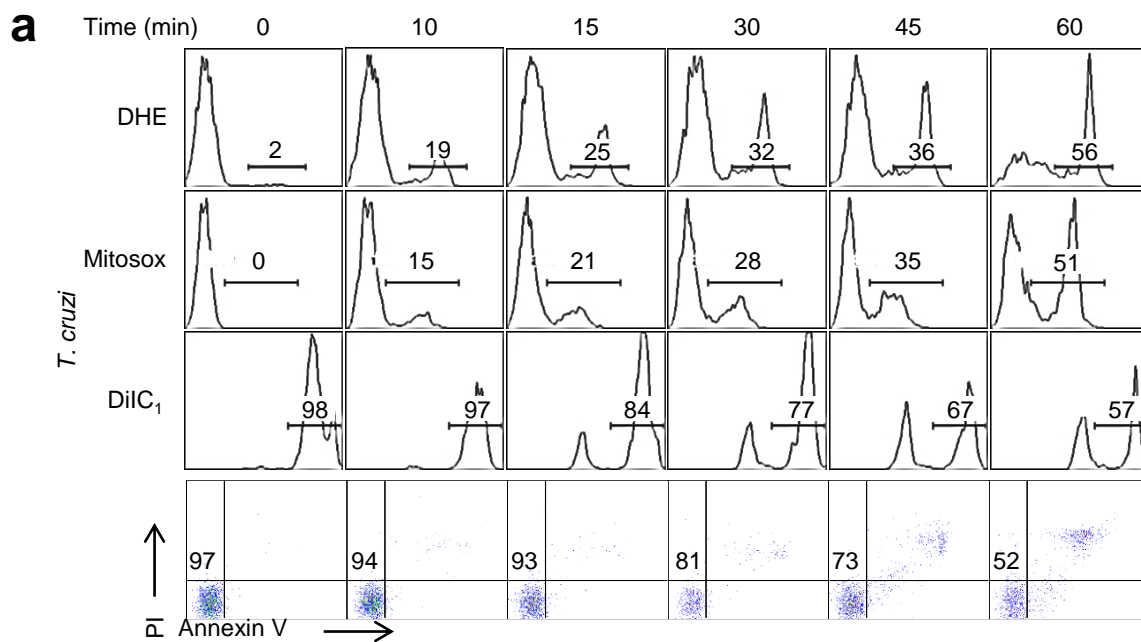 a
Time (min) 0 10 15 30 45 60
DHE 2 19 25 32 36 56
Mitosox 0 15 21 28 35 51
T. cruzi
DiIC₁ 98 97 84 77 67 57
97 94 93 81 73 52
PI
Annexin V